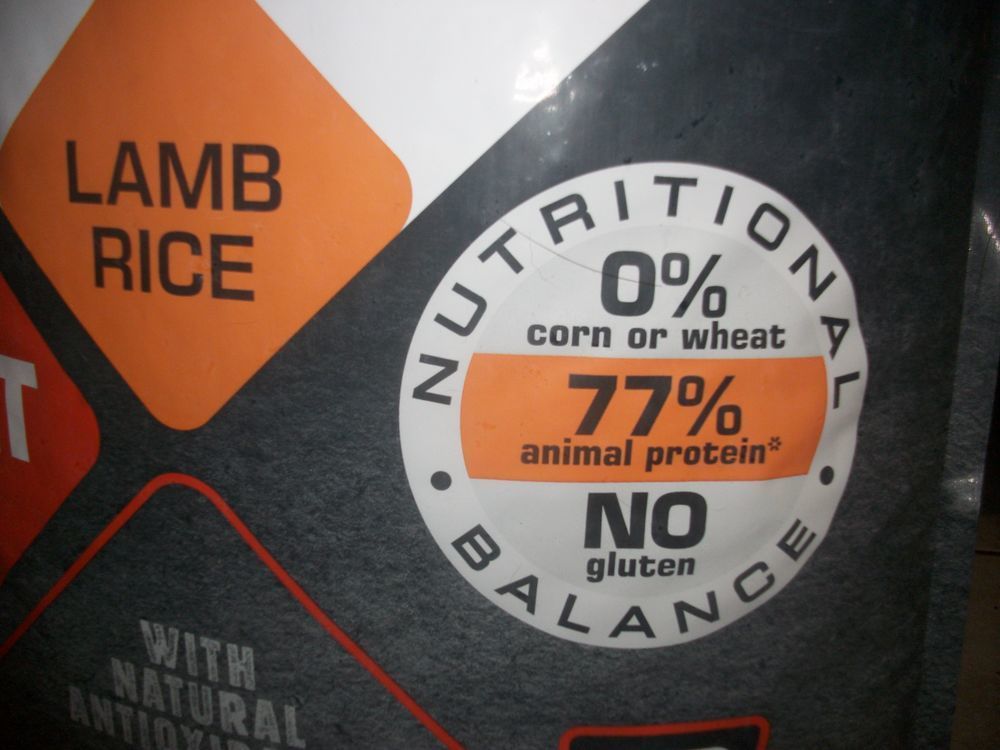 LAMB
RICE
T
NUTRITIONAL
0%
corn or wheat
77%
animal protein*
NO
gluten
BALANCE
WITH
NATURAL